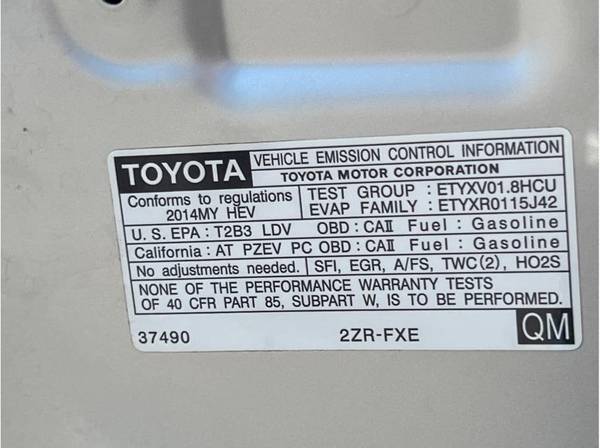 TOYOTA VEHICLE EMISSION CONTROL INFORMATION
TOYOTA MOTOR CORPORATION
Conforms to regulations
2014MY HEV
TEST GROUP : ETYXV01.8HCU
EVAP FAMILY : ETYXR0115J42
U. S. EPA : T2B3 LDV OBD : CAII Fuel : Gasoline
California : AT PZEV PC OBD : CAII Fuel : Gasoline
No adjustments needed. SFI, EGR, A/FS, TWC(2), HO2S
NONE OF THE PERFORMANCE WARRANTY TESTS
OF 40 CFR PART 85, SUBPART W, IS TO BE PERFORMED.
37490 2ZR-FXE QM